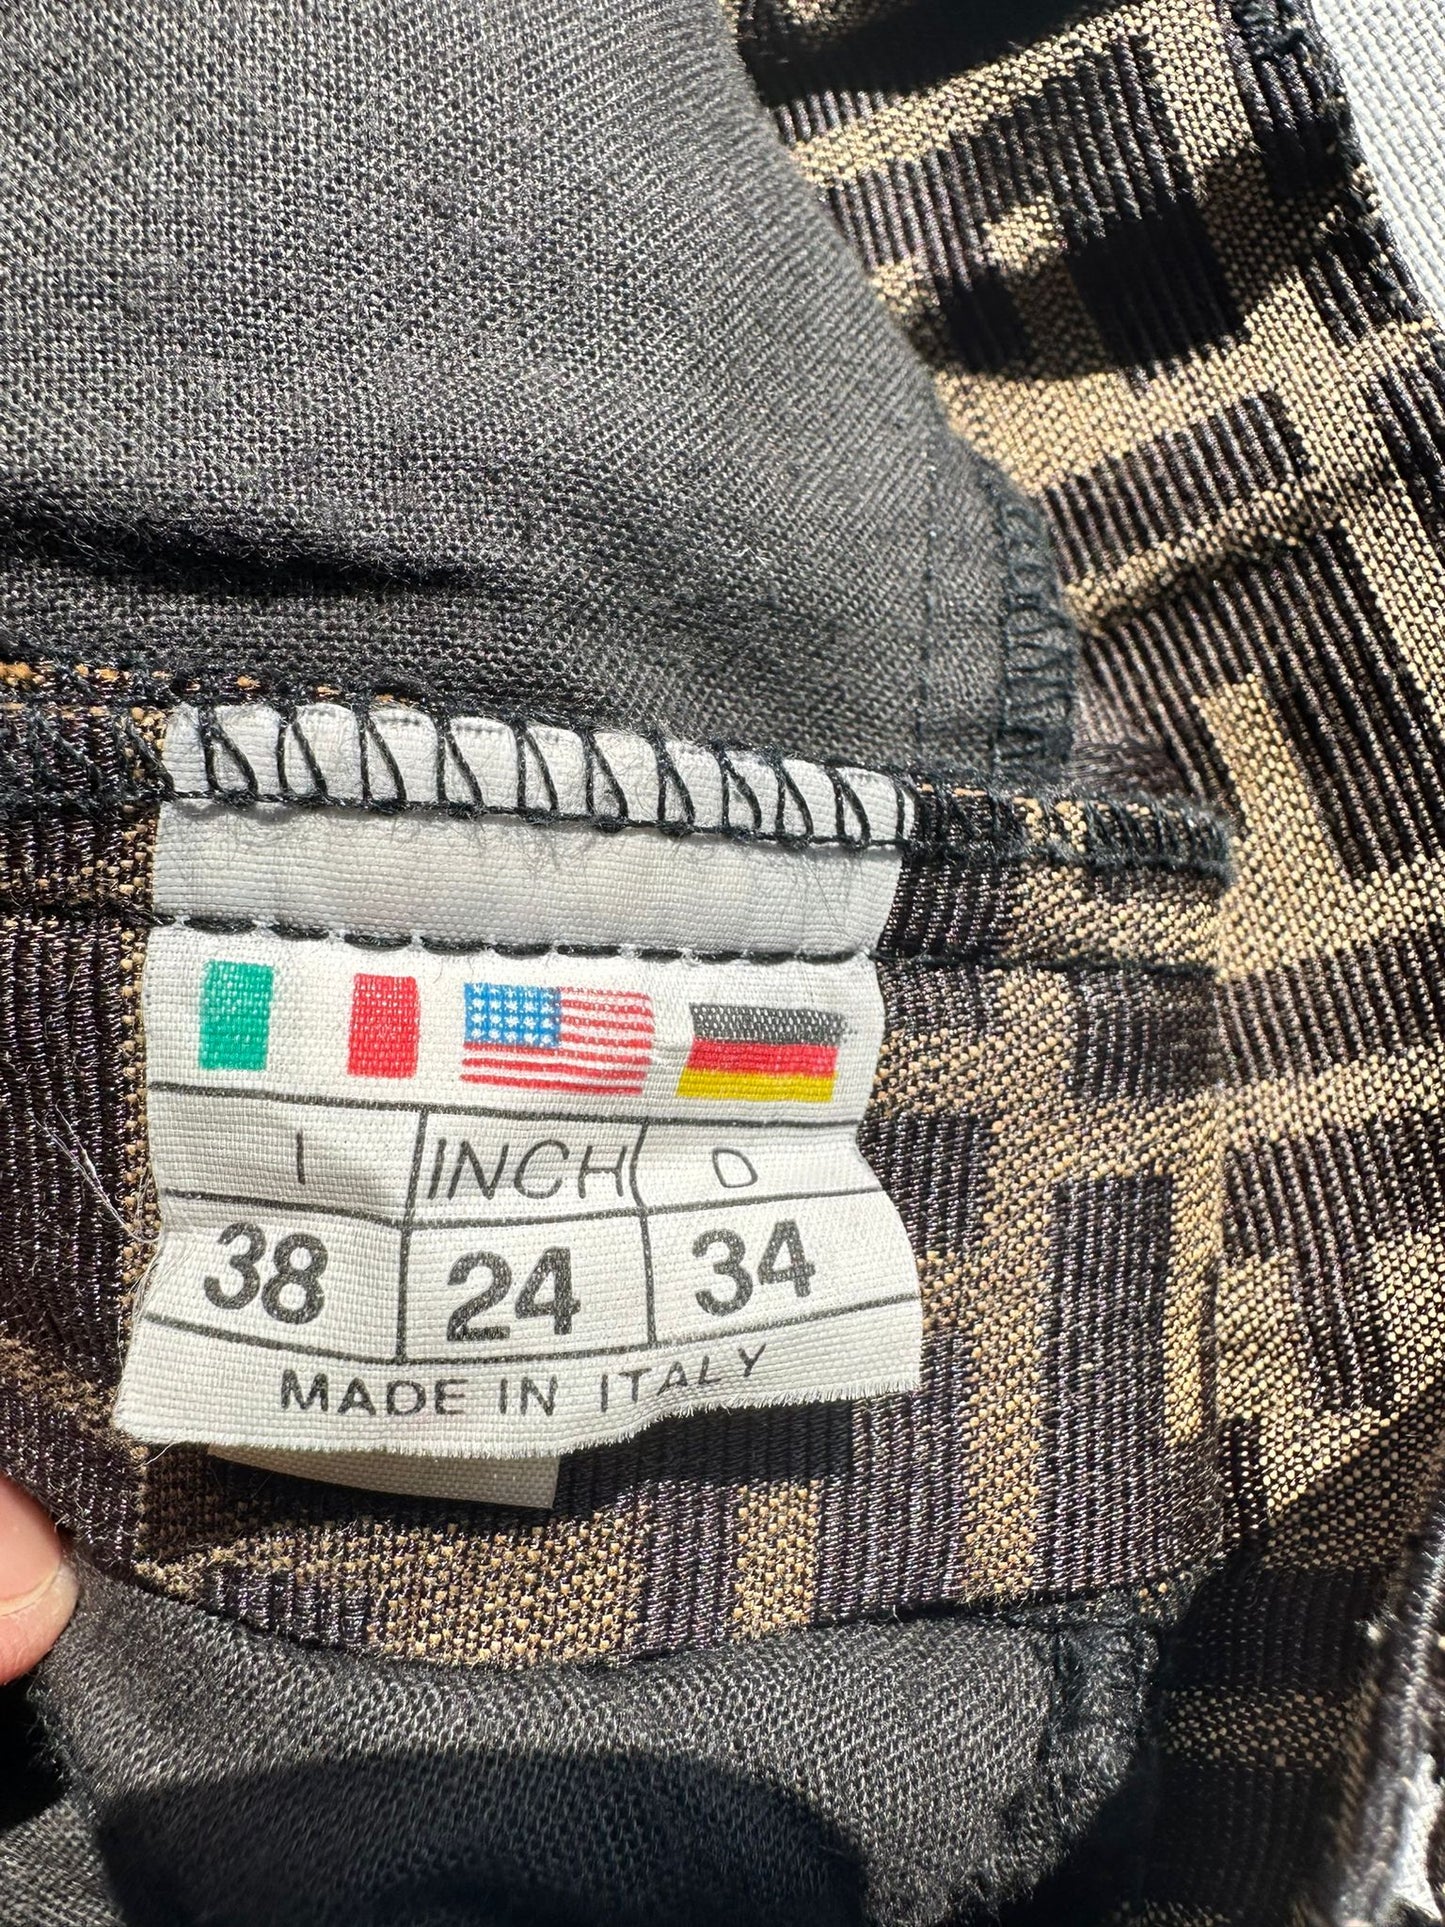 I INCH D
38 24 34
MADE IN ITALY